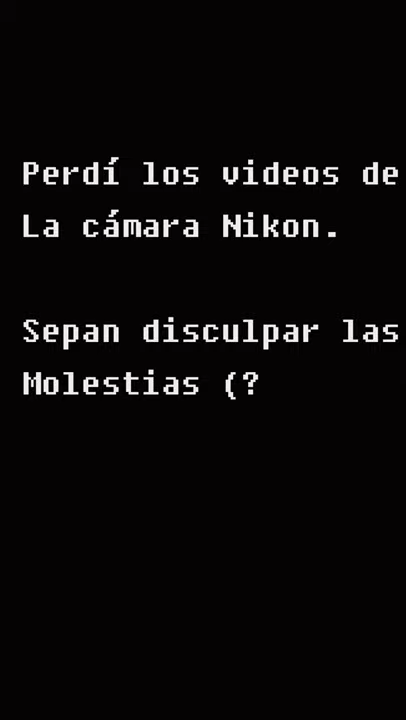 Perdí los videos de
La cámara Nikon.
Sepan disculpar las
Molestias (?